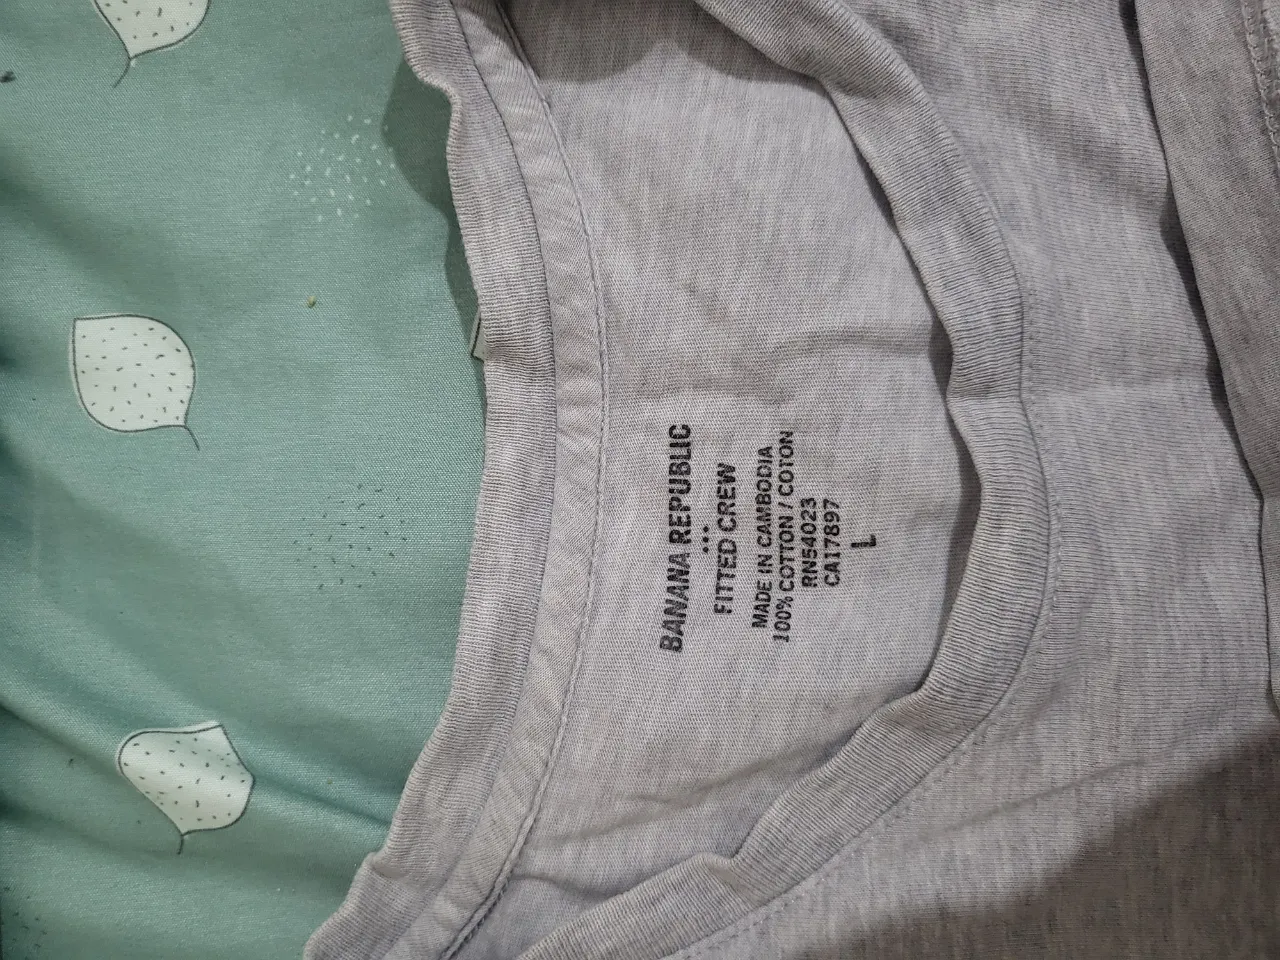 BANANA REPUBLIC
•••
FITTED CREW
MADE IN CAMBODIA
100% COTTON / COTON
RN54023
CA17897
L